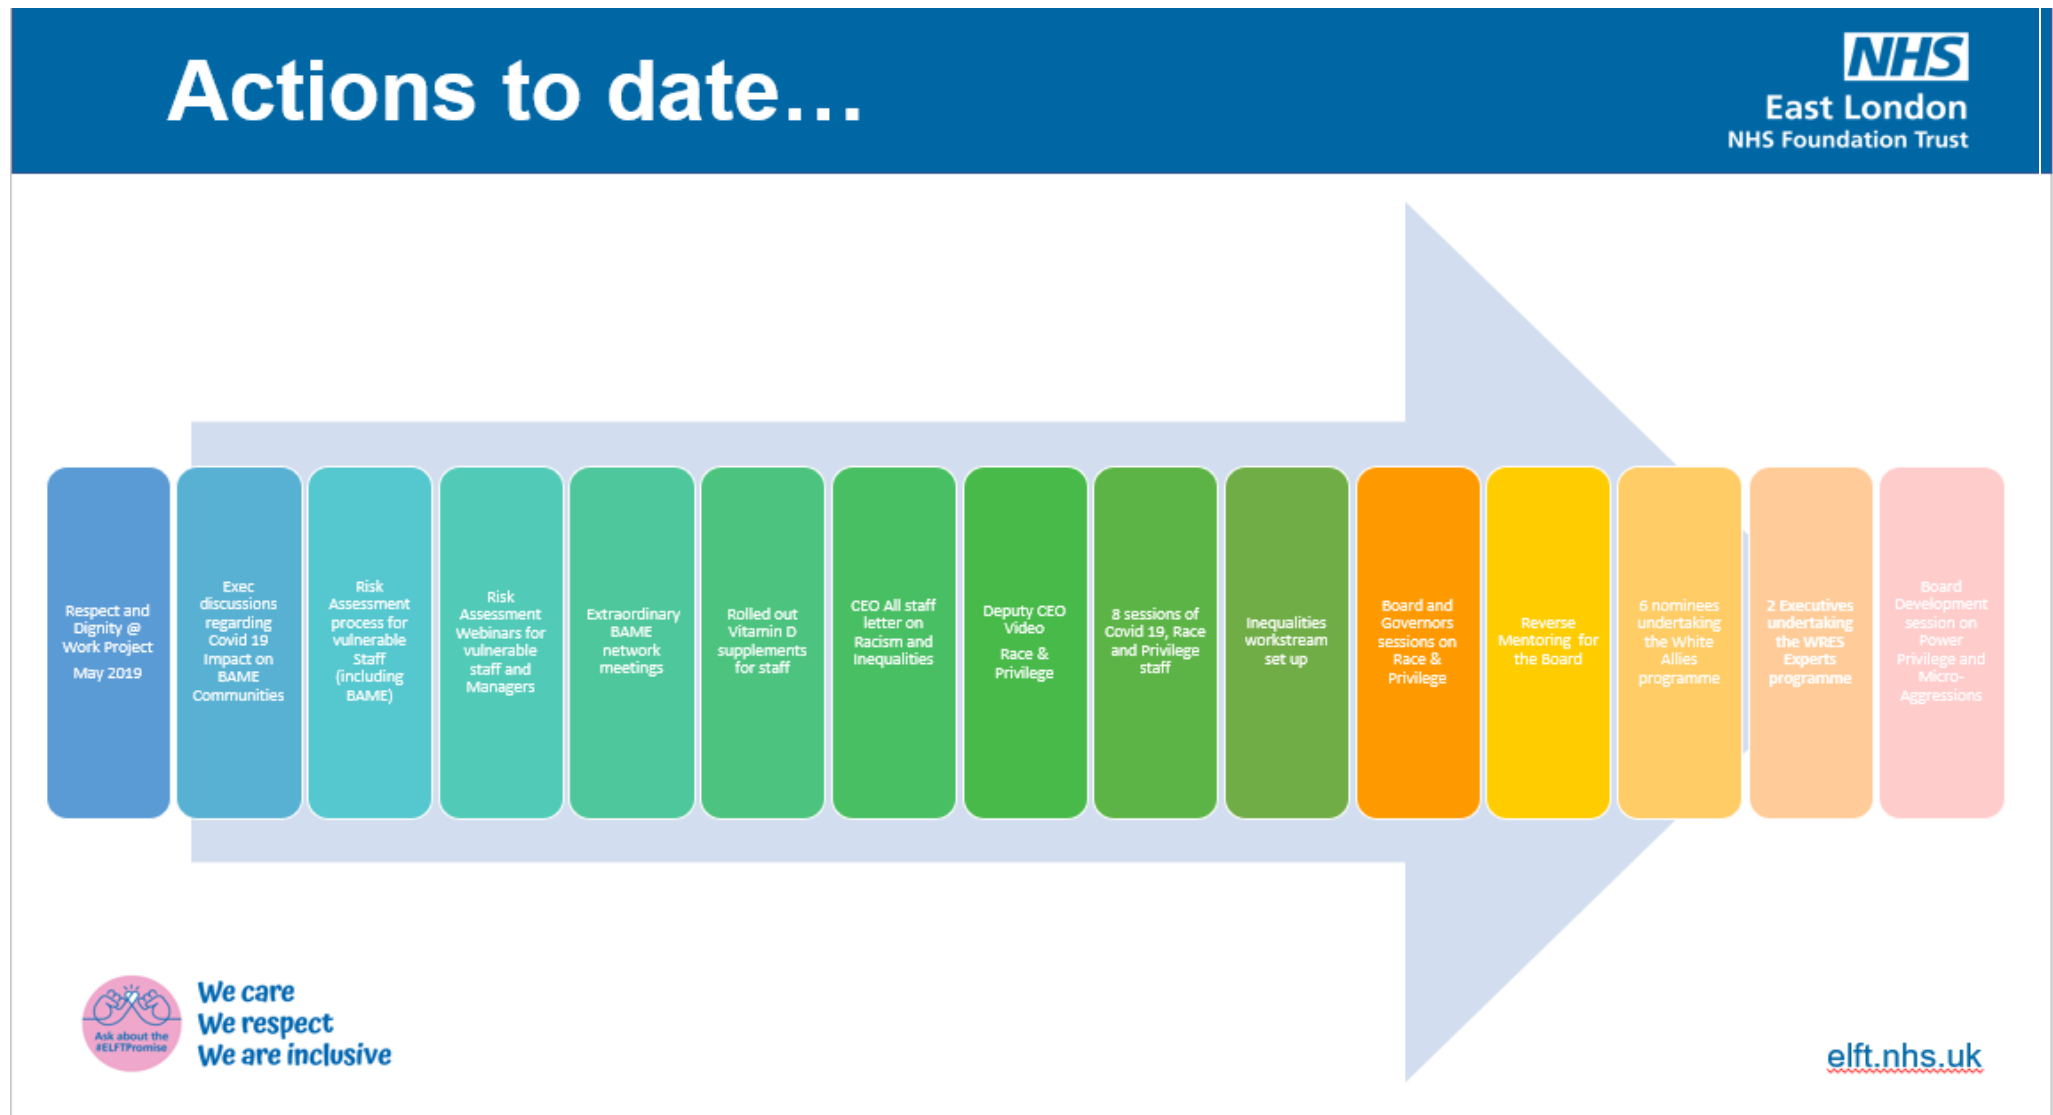 Actions to date...
NHS
East London
NHS Foundation Trust
Respect and
Dignity @
Work Project
May 2019
Exec
discussions
regarding
Covid 19
Impact on
BAME
Communities
Risk
Assessment
process for
vulnerable
Staff
(including
BAME)
Risk
Assessment
Webinars for
vulnerable
staff and
Managers
Extraordinary
BAME
network
meetings
Rolled out
Vitamin D
supplements
for staff
CEO All staff
letter on
Racism and
Inequalities
Deputy CEO
Video
Race &
Privilege
8 sessions of
Covid 19, Race
and Privilege
staff
Inequalities
workstream
set up
Board and
Governors
sessions on
Race &
Privilege
Reverse
Mentoring for
the Board
6 nominees
undertaking
the White
Allies
programme
2 Executives
undertaking
the WRES
Experts
programme
Board
Development
session on
Power
Privilege and
Micro-
Aggressions
Ask about the
#ELFTPromise
We care
We respect
We are inclusive
elft.nhs.uk